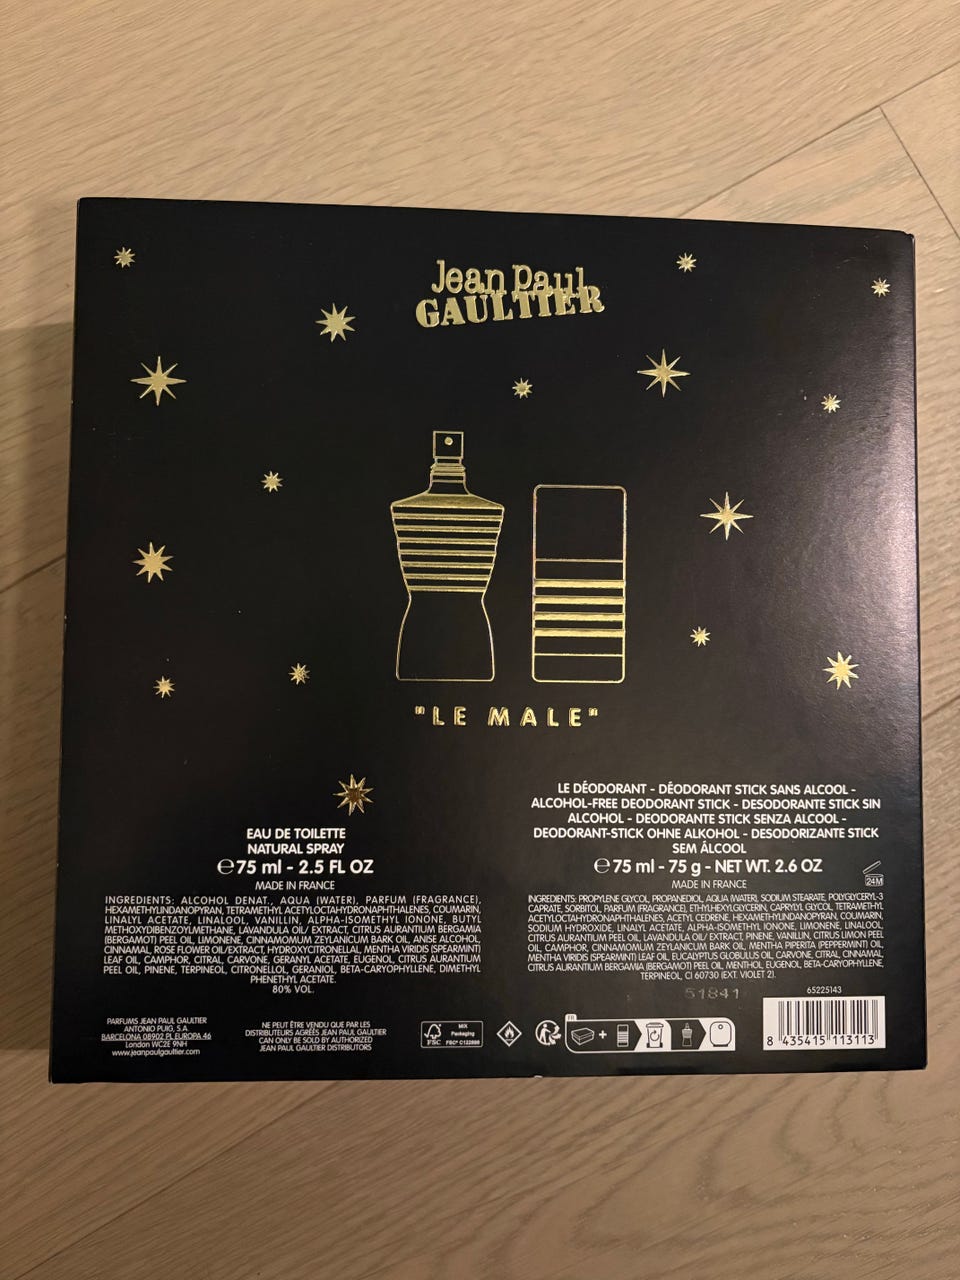 Jean Paul
GAULTIER
"LE MALE"
EAU DE TOILETTE
NATURAL SPRAY
℮75 ml - 2.5 FL OZ
MADE IN FRANCE
INGREDIENTS: ALCOHOL DENAT., AQUA (WATER), PARFUM (FRAGRANCE),
HEXAMETHYLINDANOPYRAN, TETRAMETHYL ACETYLOCTAHYDRONAPHTHALENES, COUMARIN,
LINALYL ACETATE, LINALOOL, VANILLIN, ALPHA-ISOMETHYL IONONE, BUTYL
METHOXYDIBENZOYLMETHANE, LAVANDULA OIL/ EXTRACT, CITRUS AURANTIUM BERGAMIA
(BERGAMOT) PEEL OIL, LIMONENE, CINNAMOMUM ZEYLANICUM BARK OIL, ANISE ALCOHOL,
CINNAMAL, ROSE FLOWER OIL/EXTRACT, HYDROXYCITRONELLAL, MENTHA VIRIDIS (SPEARMINT)
LEAF OIL, CAMPHOR, CITRAL, CARVONE, GERANYL ACETATE, EUGENOL, CITRUS AURANTIUM
PEEL OIL, PINENE, TERPINEOL, CITRONELLOL, GERANIOL, BETA-CARYOPHYLLENE, DIMETHYL
PHENETHYL ACETATE.
80% VOL.
LE DÉODORANT - DÉODORANT STICK SANS ALCOOL -
ALCOHOL-FREE DEODORANT STICK - DESODORANTE STICK SIN
ALCOHOL - DEODORANTE STICK SENZA ALCOOL -
DEODORANT-STICK OHNE ALKOHOL - DESODORIZANTE STICK
SEM ÁLCOOL
℮75 ml - 75 g - NET WT. 2.6 OZ
24M
MADE IN FRANCE
INGREDIENTS: PROPYLENE GLYCOL, PROPANEDIOL, AQUA (WATER), SODIUM STEARATE, POLYGLYCERYL-3
CAPRATE, SORBITOL, PARFUM (FRAGRANCE), ETHYLHEXYLGLYCERIN, CAPRYLYL GLYCOL, TETRAMETHYL
ACETYLOCTAHYDRONAPHTHALENES, ACETYL CEDRENE, HEXAMETHYLINDANOPYRAN, COUMARIN,
SODIUM HYDROXIDE, LINALYL ACETATE, ALPHA-ISOMETHYL IONONE, LIMONENE, LINALOOL,
CITRUS AURANTIUM PEEL OIL, LAVANDULA OIL/ EXTRACT, PINENE, VANILLIN, CITRUS LIMON PEEL
OIL, CAMPHOR, CINNAMOMUM ZEYLANICUM BARK OIL, MENTHA PIPERITA (PEPPERMINT) OIL,
MENTHA VIRIDIS (SPEARMINT) LEAF OIL, EUCALYPTUS GLOBULUS OIL, CARVONE, CITRAL, CINNAMAL,
CITRUS AURANTIUM BERGAMIA (BERGAMOT) PEEL OIL, MENTHOL, EUGENOL, BETA-CARYOPHYLLENE,
TERPINEOL, CI 60730 (EXT. VIOLET 2).
51841
65225143
PARFUMS JEAN PAUL GAULTIER
ANTONIO PUIG, S.A.
BARCELONA 08902 PL EUROPA 46
London WC2E 9NH
www.jeanpaulgaultier.com
NE PEUT ÊTRE VENDU QUE PAR LES
DISTRIBUTEURS AGRÉÉS JEAN PAUL GAULTIER
CAN ONLY BE SOLD BY AUTHORIZED
JEAN PAUL GAULTIER DISTRIBUTORS
FSC
MIX
Packaging
FSC® C122998
FR
8 435415 113113